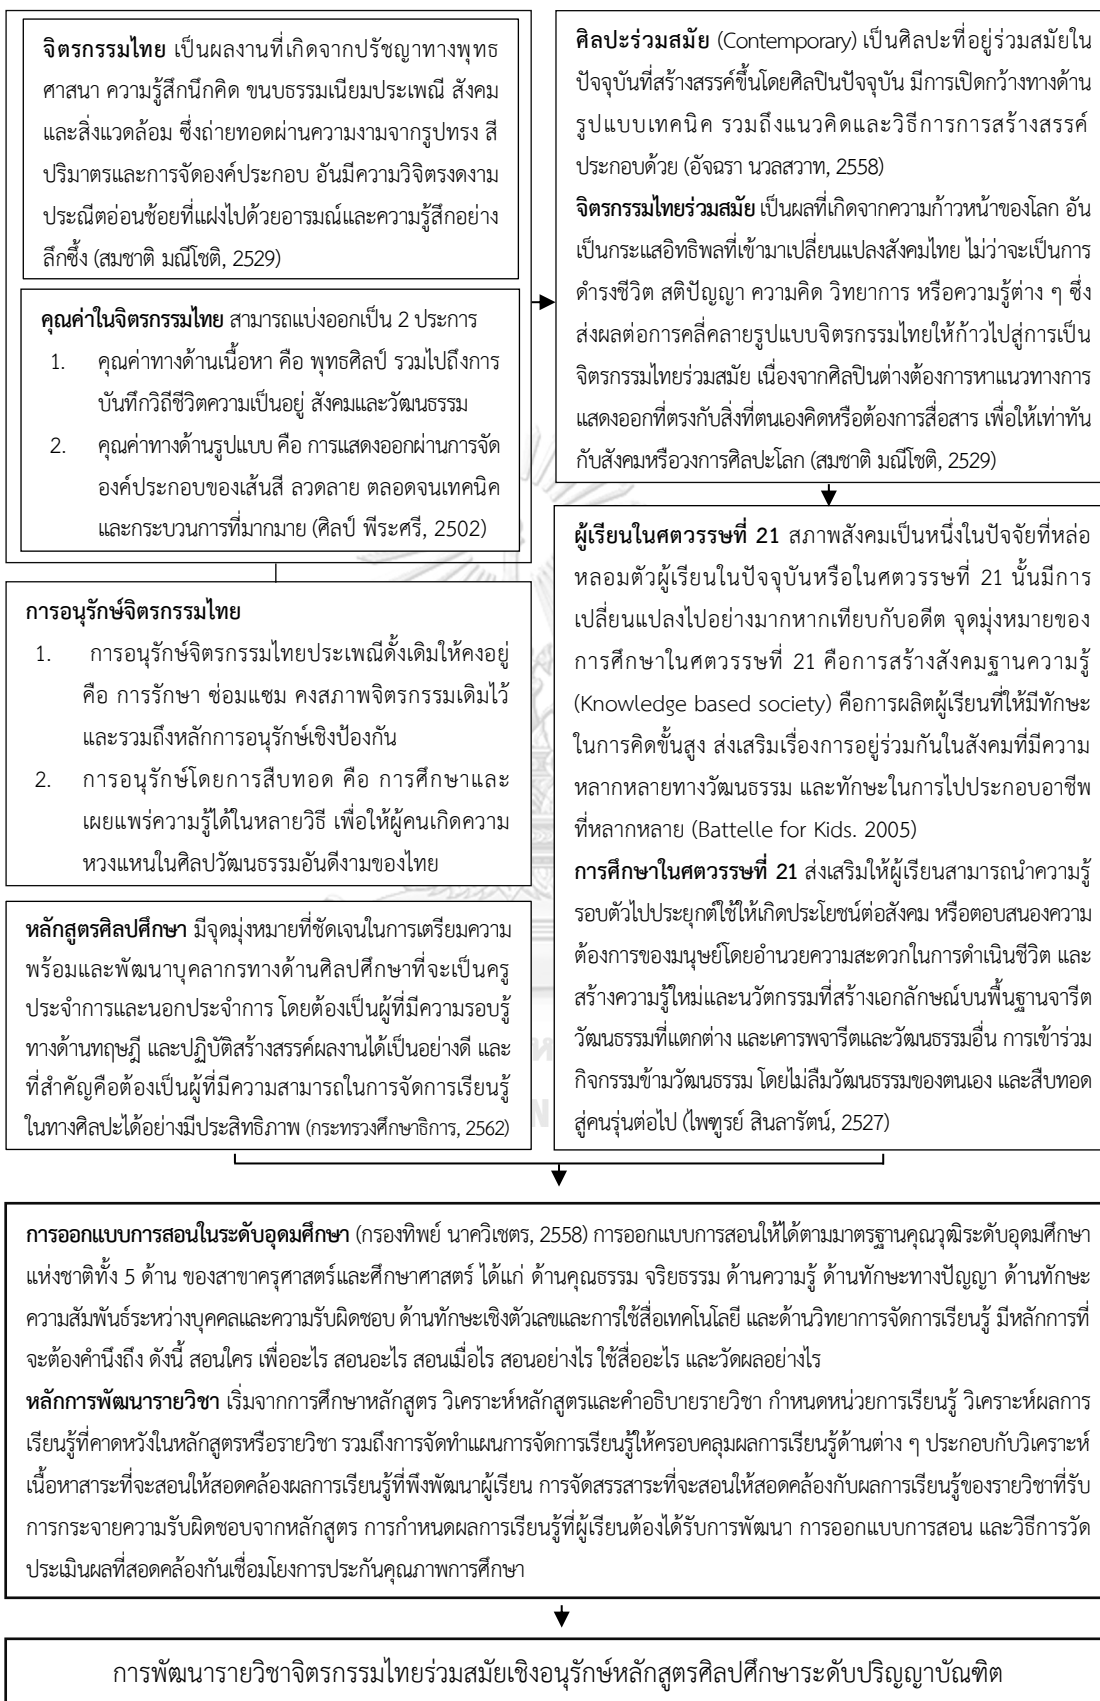 จิตรกรรมไทย เป็นผลงานที่เกิดจากปรัชญาทางพุทธ
ศาสนา ความรู้สึกนึกคิด ขนบธรรมเนียมประเพณี สังคม
และสิ่งแวดล้อม ซึ่งถ่ายทอดผ่านความงามจากรูปทรง สี
ปริมาตรและการจัดองค์ประกอบ อันมีความวิจิตรงดงาม
ประณีตอ่อนช้อยที่แฝงไปด้วยอารมณ์และความรู้สึกอย่าง
ลึกซึ้ง (สมชาติ มณีโชติ, 2529)
คุณค่าในจิตรกรรมไทย สามารถแบ่งออกเป็น 2 ประการ
1. คุณค่าทางด้านเนื้อหา คือ พุทธศิลป์ รวมไปถึงการ
บันทึกวิถีชีวิตความเป็นอยู่ สังคมและวัฒนธรรม
2. คุณค่าทางด้านรูปแบบ คือ การแสดงออกผ่านการจัด
องค์ประกอบของเส้นสี ลวดลาย ตลอดจนเทคนิค
และกระบวนการที่มากมาย (ศิลป์ พีระศรี, 2502)
การอนุรักษ์จิตรกรรมไทย
1. การอนุรักษ์จิตรกรรมไทยประเพณีดั้งเดิมให้คงอยู่
คือ การรักษา ซ่อมแซม คงสภาพจิตรกรรมเดิมไว้
และรวมถึงหลักการอนุรักษ์เชิงป้องกัน
2. การอนุรักษ์โดยการสืบทอด คือ การศึกษาและ
เผยแพร่ความรู้ได้ในหลายวิธี เพื่อให้ผู้คนเกิดความ
หวงแหนในศิลปวัฒนธรรมอันดีงามของไทย
หลักสูตรศิลปศึกษา มีจุดมุ่งหมายที่ชัดเจนในการเตรียมความ
พร้อมและพัฒนาบุคลากรทางด้านศิลปศึกษาที่จะเป็นครู
ประจำการและนอกประจำการ โดยต้องเป็นผู้ที่มีความรอบรู้
ทางด้านทฤษฎี และปฏิบัติสร้างสรรค์ผลงานได้เป็นอย่างดี และ
ที่สำคัญคือต้องเป็นผู้ที่มีความสามารถในการจัดการเรียนรู้
ในทางศิลปะได้อย่างมีประสิทธิภาพ (กระทรวงศึกษาธิการ, 2562)
ศิลปะร่วมสมัย (Contemporary) เป็นศิลปะที่อยู่ร่วมสมัยใน
ปัจจุบันที่สร้างสรรค์ขึ้นโดยศิลปินปัจจุบัน มีการเปิดกว้างทางด้าน
รูปแบบเทคนิค รวมถึงแนวคิดและวิธีการการสร้างสรรค์
ประกอบด้วย (อัจฉรา นวลสวาท, 2558)
จิตรกรรมไทยร่วมสมัย เป็นผลที่เกิดจากความก้าวหน้าของโลก อัน
เป็นกระแสอิทธิพลที่เข้ามาเปลี่ยนแปลงสังคมไทย ไม่ว่าจะเป็นการ
ดำรงชีวิต สติปัญญา ความคิด วิทยาการ หรือความรู้ต่าง ๆ ซึ่ง
ส่งผลต่อการคลี่คลายรูปแบบจิตรกรรมไทยให้ก้าวไปสู่การเป็น
จิตรกรรมไทยร่วมสมัย เนื่องจากศิลปินต่างต้องการหาแนวทางการ
แสดงออกที่ตรงกับสิ่งที่ตนเองคิดหรือต้องการสื่อสาร เพื่อให้เท่าทัน
กับสังคมหรือวงการศิลปะโลก (สมชาติ มณีโชติ, 2529)
ผู้เรียนในศตวรรษที่ 21 สภาพสังคมเป็นหนึ่งในปัจจัยที่หล่อ
หลอมตัวผู้เรียนในปัจจุบันหรือในศตวรรษที่ 21 นั้นมีการ
เปลี่ยนแปลงไปอย่างมากหากเทียบกับอดีต จุดมุ่งหมายของ
การศึกษาในศตวรรษที่ 21 คือการสร้างสังคมฐานความรู้
(Knowledge based society) คือการผลิตผู้เรียนที่ให้มีทักษะ
ในการคิดขั้นสูง ส่งเสริมเรื่องการอยู่ร่วมกันในสังคมที่มีความ
หลากหลายทางวัฒนธรรม และทักษะในการไปประกอบอาชีพ
ที่หลากหลาย (Battelle for Kids. 2005)
การศึกษาในศตวรรษที่ 21 ส่งเสริมให้ผู้เรียนสามารถนำความรู้
รอบตัวไปประยุกต์ใช้ให้เกิดประโยชน์ต่อสังคม หรือตอบสนองความ
ต้องการของมนุษย์โดยอำนวยความสะดวกในการดำเนินชีวิต และ
สร้างความรู้ใหม่และนวัตกรรมที่สร้างเอกลักษณ์บนพื้นฐานจารีต
วัฒนธรรมที่แตกต่าง และเคารพจารีตและวัฒนธรรมอื่น การเข้าร่วม
กิจกรรมข้ามวัฒนธรรม โดยไม่ลืมวัฒนธรรมของตนเอง และสืบทอด
สู่คนรุ่นต่อไป (ไพฑูรย์ สินลารัตน์, 2527)
การออกแบบการสอนในระดับอุดมศึกษา (กรองทิพย์ นาควิเชตร, 2558) การออกแบบการสอนให้ได้ตามมาตรฐานคุณวุฒิระดับอุดมศึกษา
แห่งชาติทั้ง 5 ด้าน ของสาขาครุศาสตร์และศึกษาศาสตร์ ได้แก่ ด้านคุณธรรม จริยธรรม ด้านความรู้ ด้านทักษะทางปัญญา ด้านทักษะ
ความสัมพันธ์ระหว่างบุคคลและความรับผิดชอบ ด้านทักษะเชิงตัวเลขและการใช้สื่อเทคโนโลยี และด้านวิทยาการจัดการเรียนรู้ มีหลักการที่
จะต้องคำนึงถึง ดังนี้ สอนใคร เพื่ออะไร สอนอะไร สอนเมื่อไร สอนอย่างไร ใช้สื่ออะไร และวัดผลอย่างไร
หลักการพัฒนารายวิชา เริ่มจากการศึกษาหลักสูตร วิเคราะห์หลักสูตรและคำอธิบายรายวิชา กำหนดหน่วยการเรียนรู้ วิเคราะห์ผลการ
เรียนรู้ที่คาดหวังในหลักสูตรหรือรายวิชา รวมถึงการจัดทำแผนการจัดการเรียนรู้ให้ครอบคลุมผลการเรียนรู้ด้านต่าง ๆ ประกอบกับวิเคราะห์
เนื้อหาสาระที่จะสอนให้สอดคล้องผลการเรียนรู้ที่พึงพัฒนาผู้เรียน การจัดสรรสาระที่จะสอนให้สอดคล้องกับผลการเรียนรู้ของรายวิชาที่รับ
การกระจายความรับผิดชอบจากหลักสูตร การกำหนดผลการเรียนรู้ที่ผู้เรียนต้องได้รับการพัฒนา การออกแบบการสอน และวิธีการวัด
ประเมินผลที่สอดคล้องกันเชื่อมโยงการประกันคุณภาพการศึกษา
การพัฒนารายวิชาจิตรกรรมไทยร่วมสมัยเชิงอนุรักษ์หลักสูตรศิลปศึกษาระดับปริญญาบัณฑิต